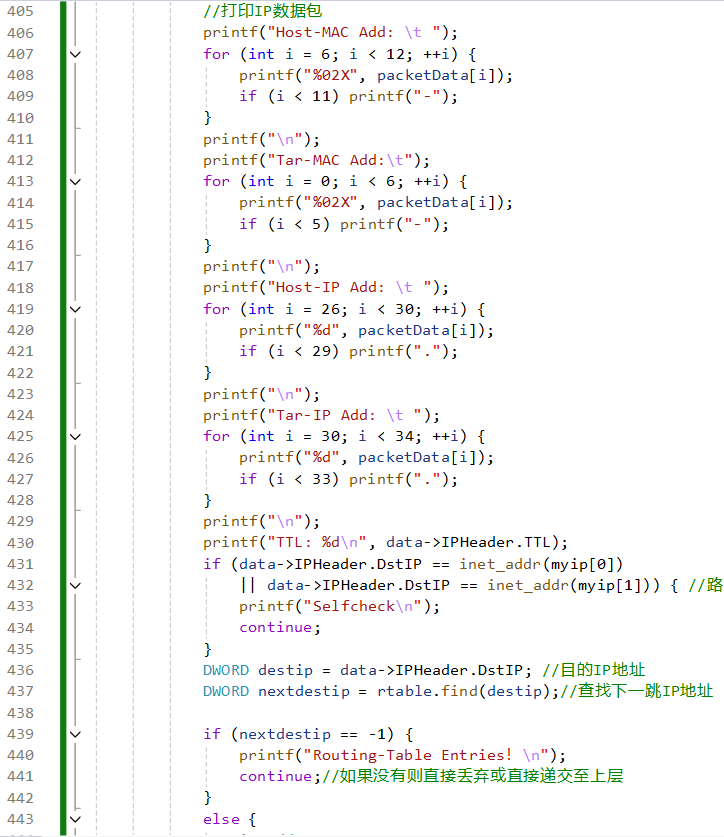 405 //打印IP数据包
406 printf("Host-MAC Add: \t ");
407 for (int i = 6; i < 12; ++i) {
408 printf("%02X", packetData[i]);
409 if (i < 11) printf("-");
410 }
411 printf("\n");
412 printf("Tar-MAC Add:\t");
413 for (int i = 0; i < 6; ++i) {
414 printf("%02X", packetData[i]);
415 if (i < 5) printf("-");
416 }
417 printf("\n");
418 printf("Host-IP Add: \t ");
419 for (int i = 26; i < 30; ++i) {
420 printf("%d", packetData[i]);
421 if (i < 29) printf(".");
422 }
423 printf("\n");
424 printf("Tar-IP Add: \t ");
425 for (int i = 30; i < 34; ++i) {
426 printf("%d", packetData[i]);
427 if (i < 33) printf(".");
428 }
429 printf("\n");
430 printf("TTL: %d\n", data->IPHeader.TTL);
431 if (data->IPHeader.DstIP == inet_addr(myip[0])
432 || data->IPHeader.DstIP == inet_addr(myip[1])) { //路
433 printf("Selfcheck\n");
434 continue;
435 }
436 DWORD destip = data->IPHeader.DstIP; //目的IP地址
437 DWORD nextdestip = rtable.find(destip);//查找下一跳IP地址
438
439 if (nextdestip == -1) {
440 printf("Routing-Table Entries! \n");
441 continue;//如果没有则直接丢弃或直接递交至上层
442 }
443 else {